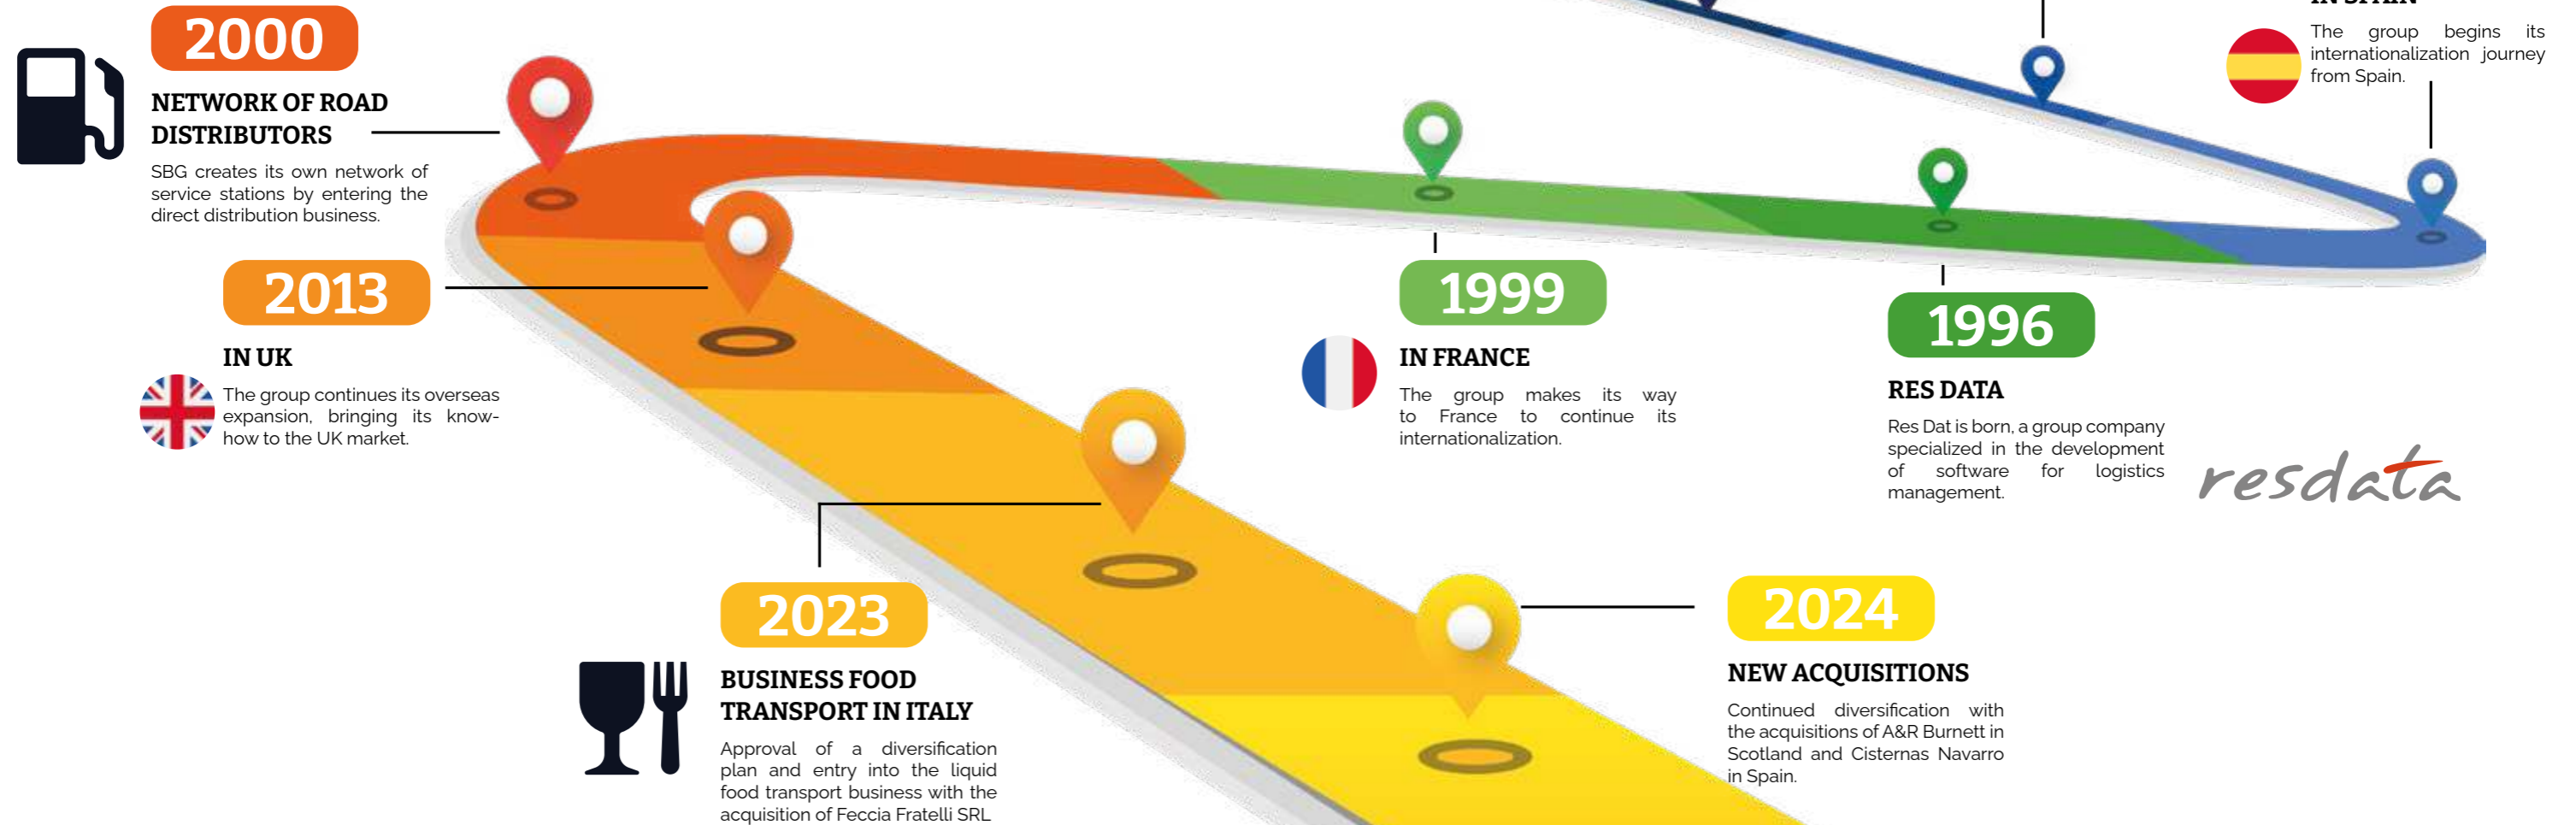 2000
NETWORK OF ROAD
DISTRIBUTORS
SBG creates its own network of
service stations by entering the
direct distribution business.
2013
IN UK
The group continues its overseas
expansion, bringing its know-
how to the UK market.
2023
BUSINESS FOOD
TRANSPORT IN ITALY
Approval of a diversification
plan and entry into the liquid
food transport business with the
acquisition of Feccia Fratelli SRL
1999
IN FRANCE
The group makes its way
to France to continue its
internationalization.
1996
RES DATA
Res Dat is born, a group company
specialized in the development
of software for logistics
management.
resdata
2024
NEW ACQUISITIONS
Continued diversification with
the acquisitions of A&R Burnett in
Scotland and Cisternas Navarro
in Spain.
IN SPAIN
The group begins its
internationalization journey
from Spain.